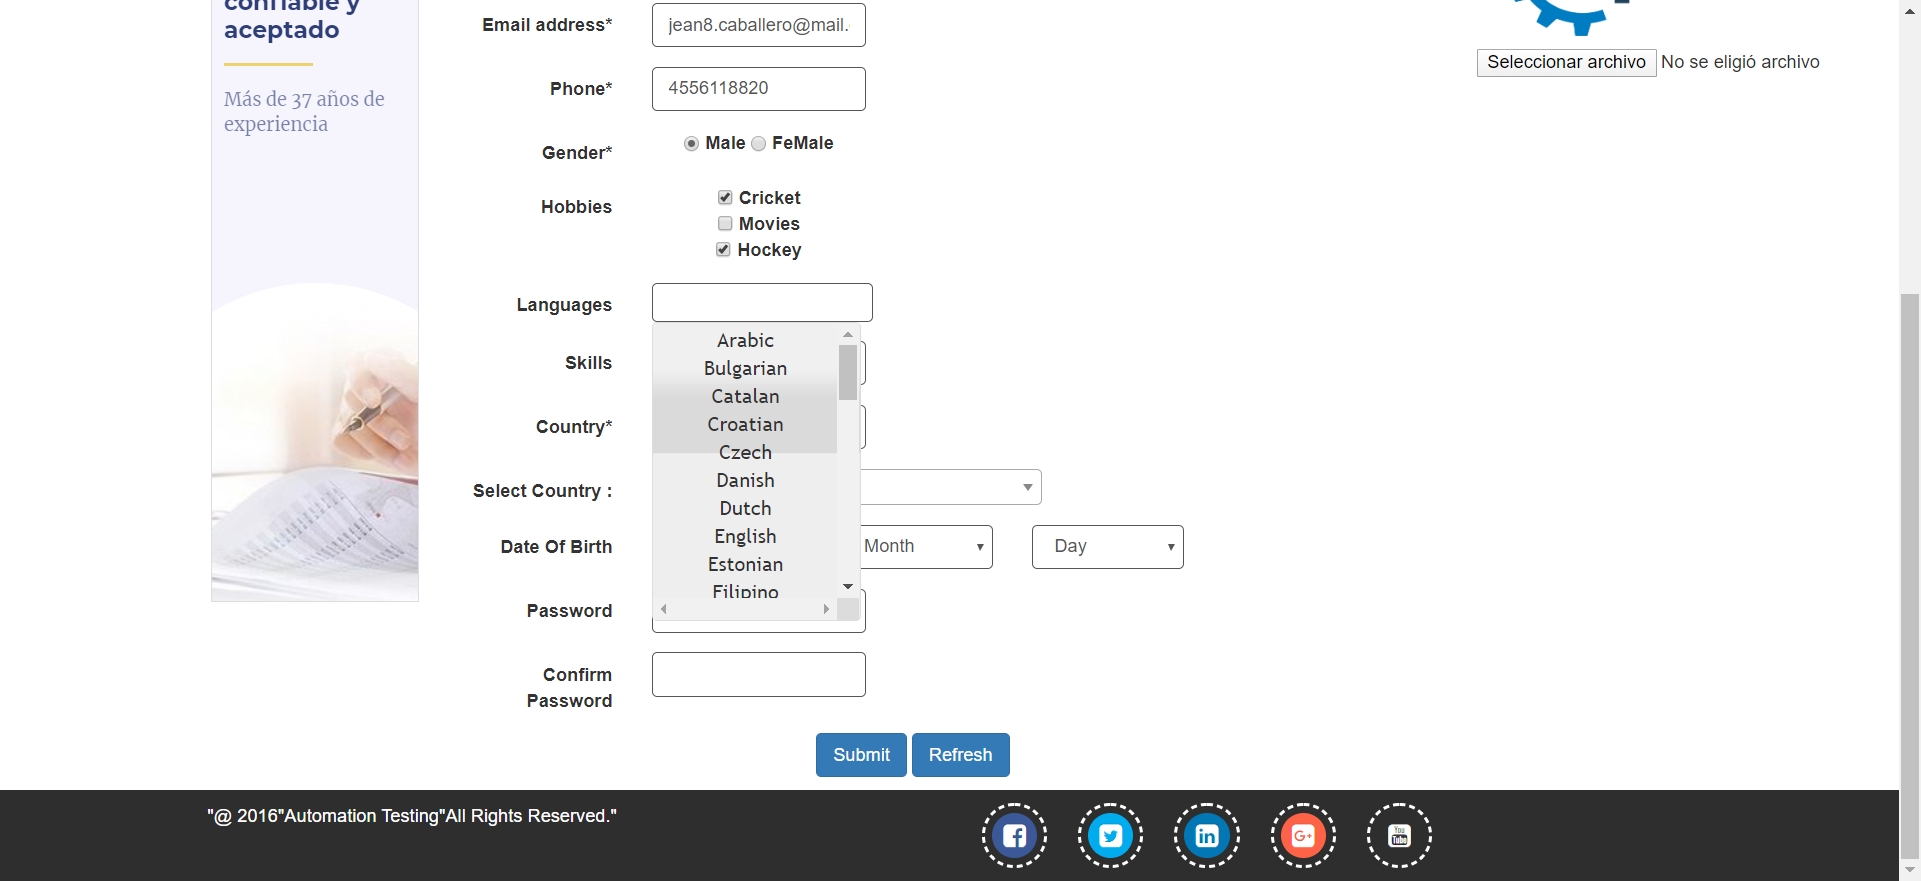 confiable y
aceptado
Más de 37 años de
experiencia
Email address*
jean8.caballero@mail.
Phone*
4556118820
Gender*
Male FeMale
Hobbies
Cricket
Movies
Hockey
Languages
Arabic
Bulgarian
Catalan
Croatian
Czech
Danish
Dutch
English
Estonian
Filipino
Skills
Country*
Select Country :
Date Of Birth
Month
Day
Password
Confirm
Password
Submit
Refresh
Seleccionar archivo No se eligió archivo
"@ 2016"Automation Testing"All Rights Reserved."
f
in
G+
You
Tube